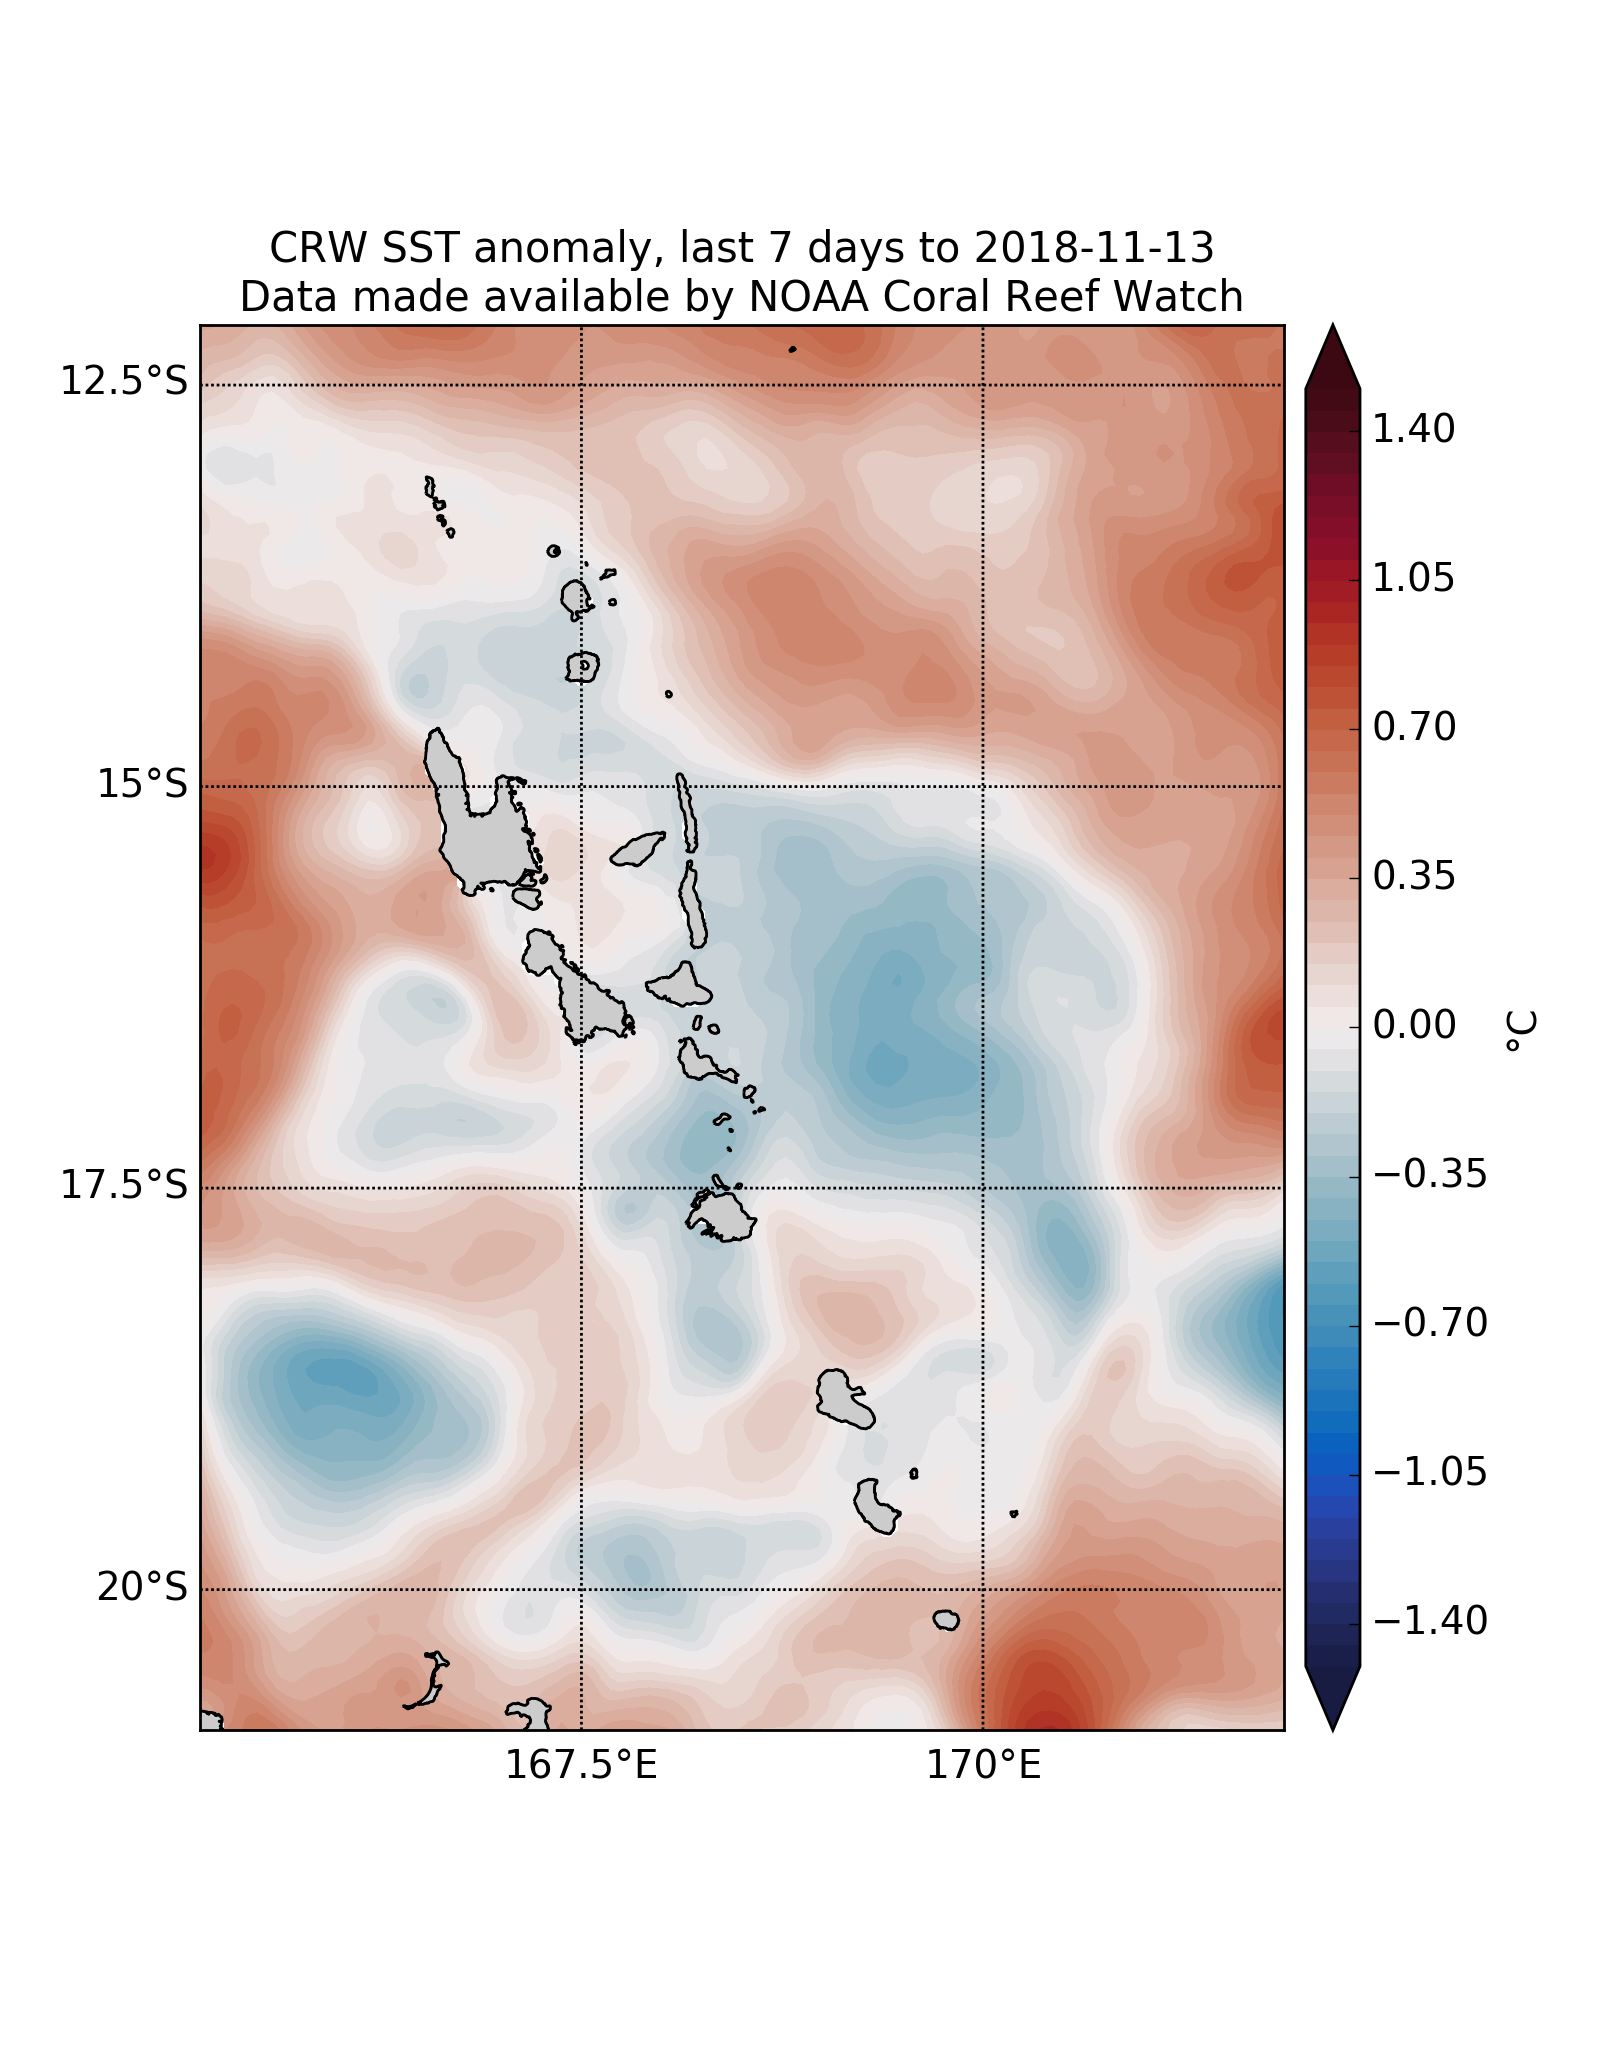 CRW SST anomaly, last 7 days to 2018-11-13
Data made available by NOAA Coral Reef Watch
12.5°S
15°S
17.5°S
20°S
167.5°E
170°E
1.40
1.05
0.70
0.35
0.00
−0.35
−0.70
−1.05
−1.40
°C